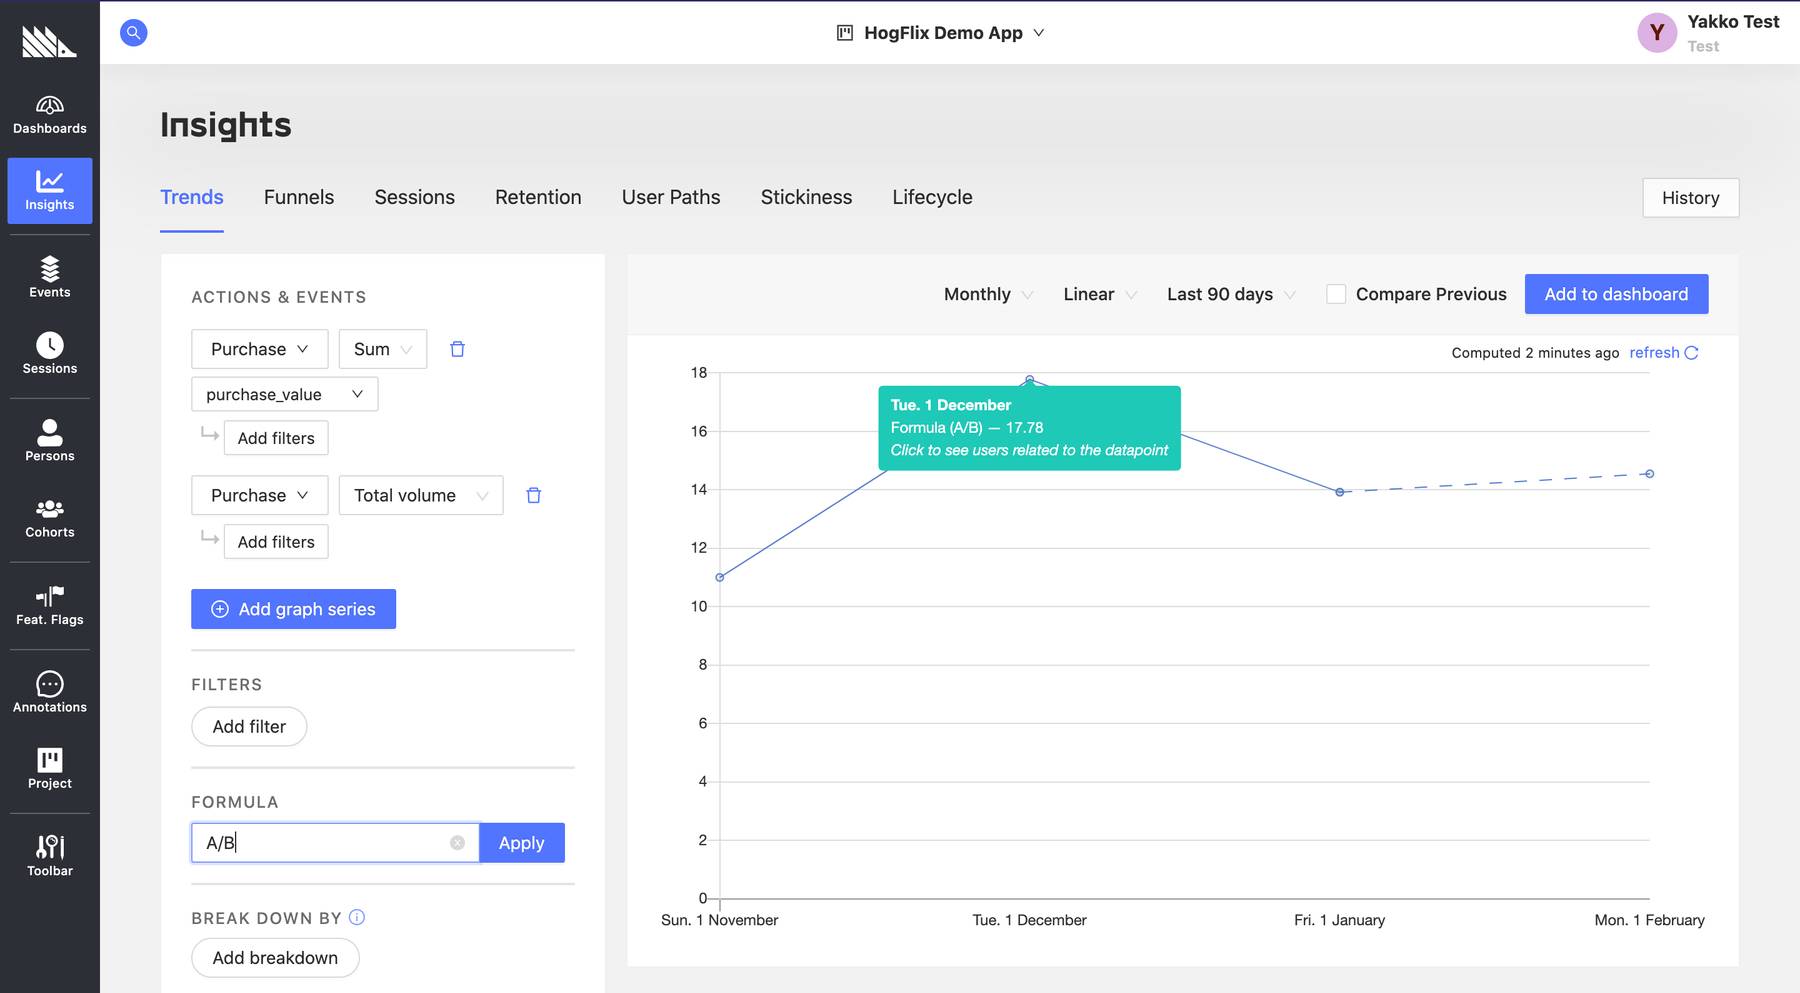 HogFlix Demo App
Y
Yakko Test
Test
Dashboards
Insights
Events
Sessions
Persons
Cohorts
Feat. Flags
Annotations
Project
Toolbar
Insights
Trends
Funnels
Sessions
Retention
User Paths
Stickiness
Lifecycle
History
ACTIONS & EVENTS
Purchase
Sum
purchase_value
Add filters
Purchase
Total volume
Add filters
Add graph series
FILTERS
Add filter
FORMULA
A/B
Apply
BREAK DOWN BY
Add breakdown
Monthly
Linear
Last 90 days
Compare Previous
Add to dashboard
Computed 2 minutes ago
refresh
18
16
14
12
10
8
6
4
2
0
Tue. 1 December
Formula (A/B) — 17.78
Click to see users related to the datapoint
Sun. 1 November
Tue. 1 December
Fri. 1 January
Mon. 1 February